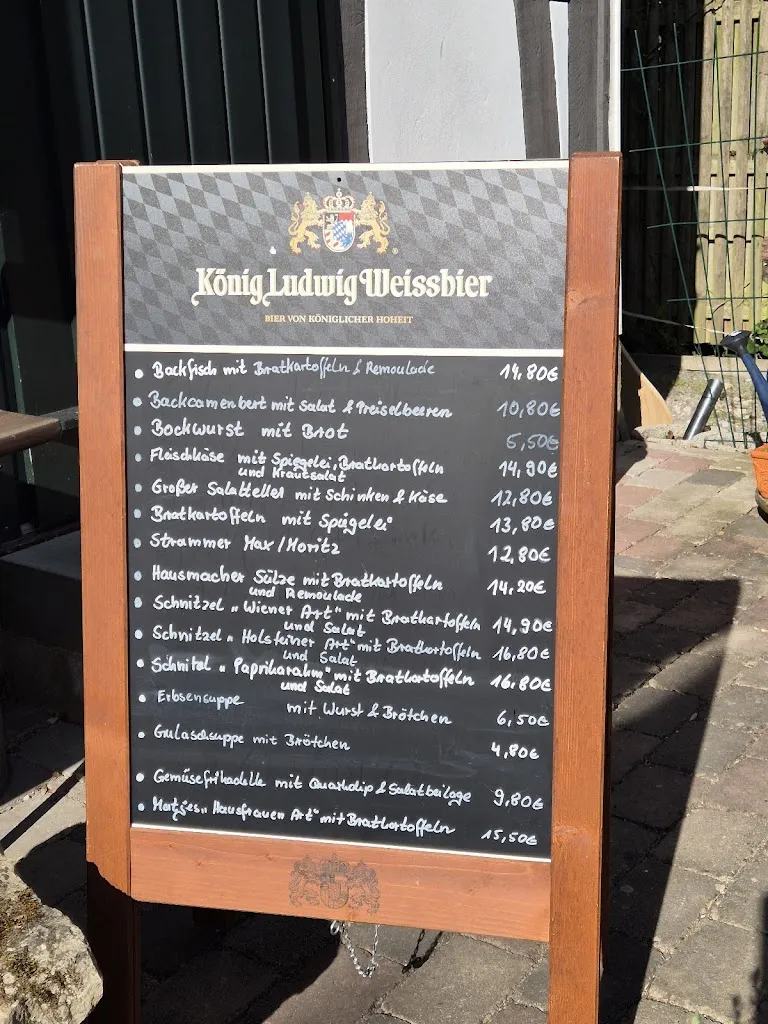 König Ludwig Weissbier
BIER VON KÖNIGLICHER HOHEIT
• Backfisch mit Bratkartoffeln & Remoulade 14,80€
• Backcamenbert mit Salat & Preiselbeeren 10,80€
• Bockwurst mit Brot 5,50€
• Fleischkäse mit Spiegelei, Bratkartoffeln 14,90€
und Krautsalat
• Großer Salatteller mit Schinken & Käse 12,80€
• Bratkartoffeln mit Spiegelei 13,80€
• Strammer Max/Moritz 12,80€
• Hausmacher Sülze mit Bratkartoffeln 14,20€
und Remoulade
• Schnitzel „Wiener Art" mit Bratkartoffeln 14,90€
und Salat
• Schnitzel „Holsteiner Art" mit Bratkartoffeln 16,80€
und Salat
• Schnitzel „Paprikarahm" mit Bratkartoffeln 16.80€
und Salat
• Erbsensuppe mit Wurst & Brötchen 6,50€
• Gulaschsuppe mit Brötchen 4,80€
• Gemüsefrikadelle mit Quarkdip & Salatbeilage 9,80€
• Matjes „Hausfrauen Art" mit Bratkartoffeln 15,50€